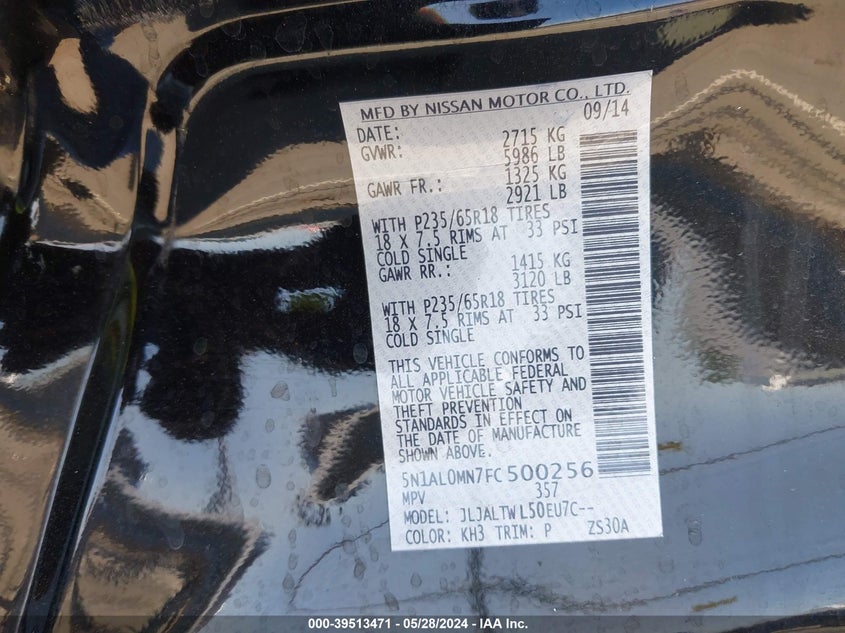 MFD BY NISSAN MOTOR CO., LTD.
DATE: 09/14
GVWR: 2715 KG
5986 LB
GAWR FR.: 1325 KG
2921 LB
WITH P235/65R18 TIRES
18 X 7.5 RIMS AT 33 PSI
COLD SINGLE
GAWR RR.: 1415 KG
3120 LB
WITH P235/65R18 TIRES
18 X 7.5 RIMS AT 33 PSI
COLD SINGLE
THIS VEHICLE CONFORMS TO
ALL APPLICABLE FEDERAL
MOTOR VEHICLE SAFETY AND
THEFT PREVENTION
STANDARDS IN EFFECT ON
THE DATE OF MANUFACTURE
SHOWN ABOVE.
5N1AL0MN7FC500256
MPV 357
MODEL: JLJALTWL50EU7C--
COLOR: KH3 TRIM: P ZS30A
000-39513471 - 05/28/2024 - IAA Inc.